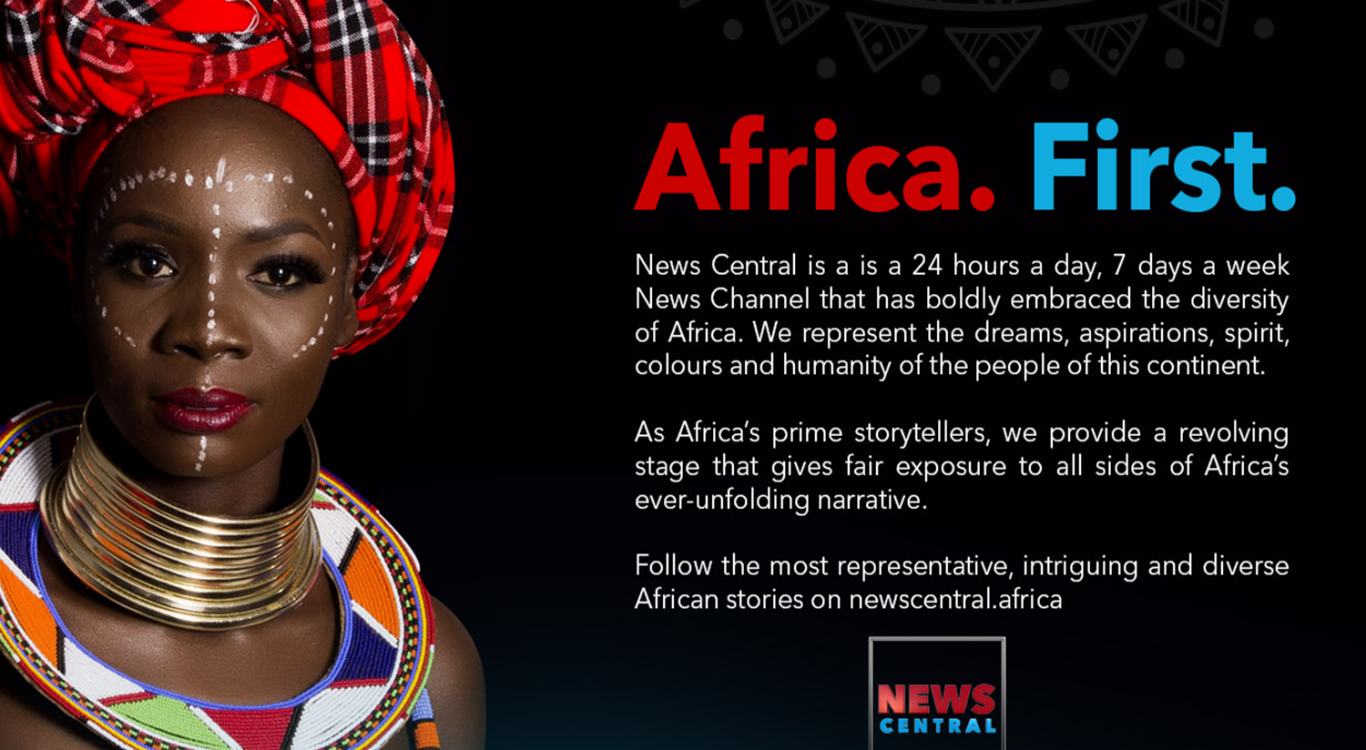 Africa. First.
News Central is a is a 24 hours a day, 7 days a week
News Channel that has boldly embraced the diversity
of Africa. We represent the dreams, aspirations, spirit,
colours and humanity of the people of this continent.
As Africa’s prime storytellers, we provide a revolving
stage that gives fair exposure to all sides of Africa’s
ever-unfolding narrative.
Follow the most representative, intriguing and diverse
African stories on newscentral.africa
NEWS
CENTRAL